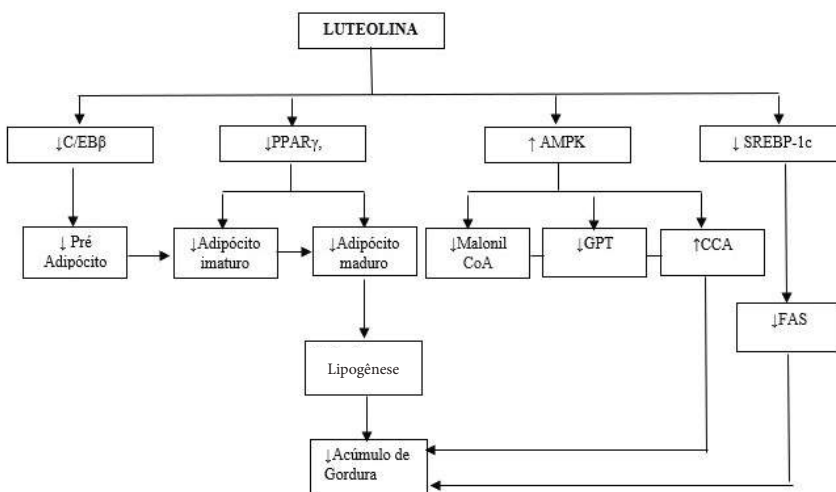 LUTEOLINA
↓C/EBβ
↓PPARγ,
↑ AMPK
↓ SREBP-1c
↓ Pré
Adipócito
↓Adipócito
imaturo
↓Adipócito
maduro
↓Malonil
CoA
↓GPT
↑CCA
↓FAS
Lipogênese
↓Acúmulo de
Gordura